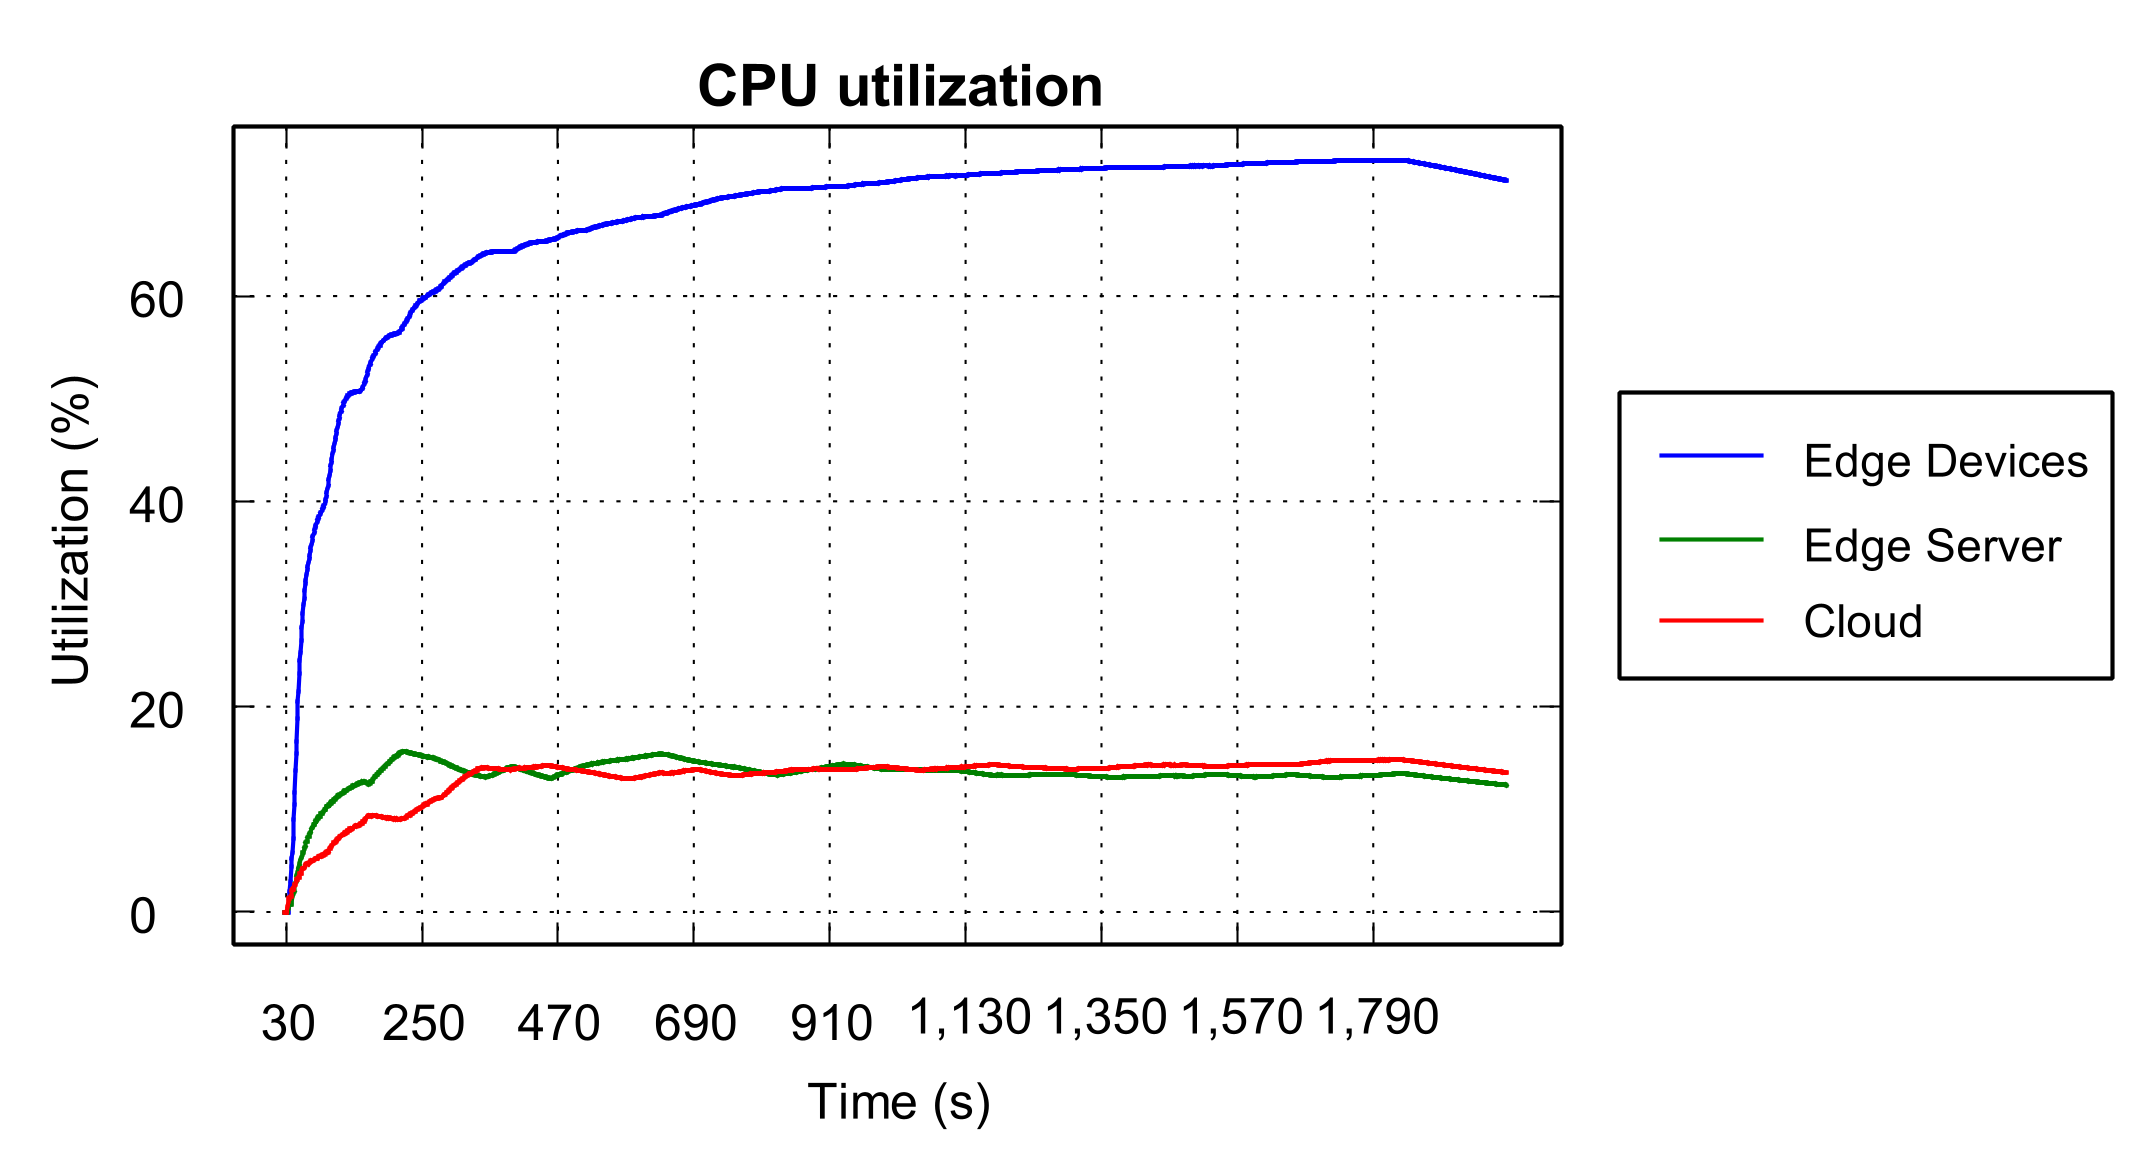 CPU utilization
Utilization (%)
60
40
20
0
30 250 470 690 910 1,130 1,350 1,570 1,790
Time (s)
Edge Devices
Edge Server
Cloud